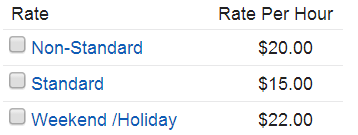 Rate Rate Per Hour
Non-Standard $20.00
Standard $15.00
Weekend /Holiday $22.00